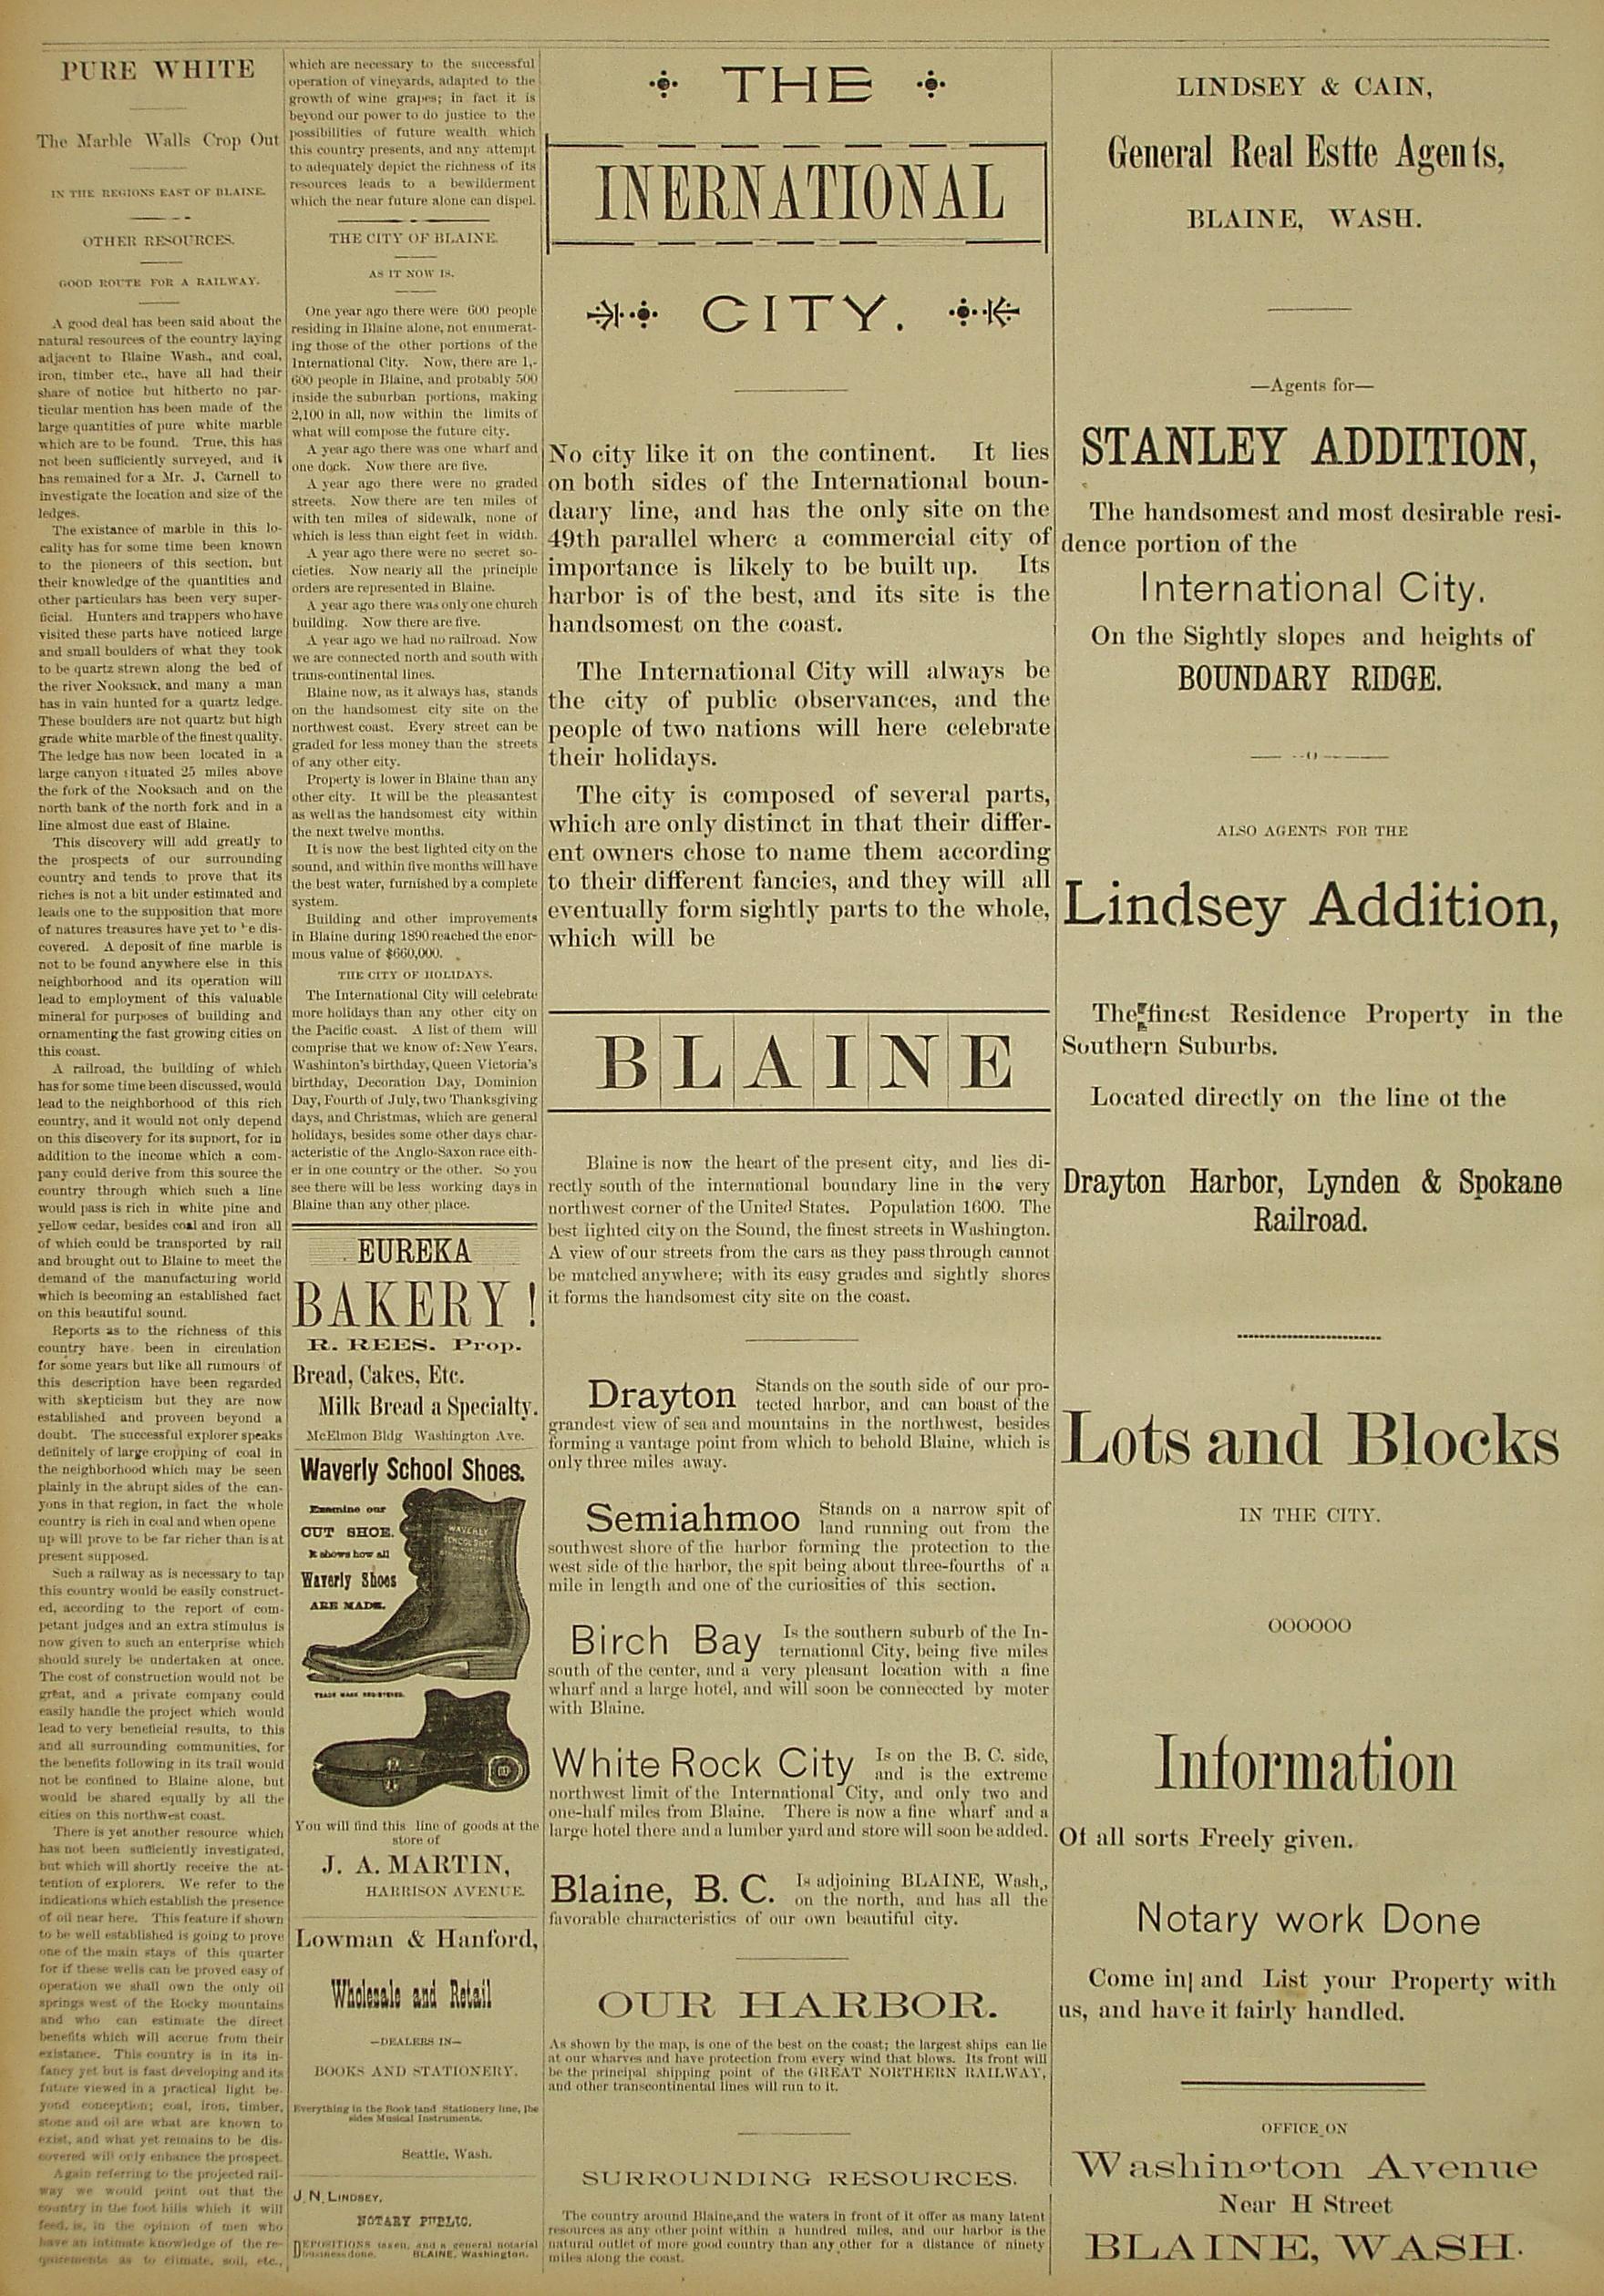 PURE WHITE
The Marble Walls Crop Out
IN THE REGIONS EAST OF BLAINE.
OTHER RESOURCES.
GOOD ROUTE FOR A RAILWAY.
A good deal has been said about the
natural resources of the country laying
adjacent to Blaine Wash., and coal,
iron, timber etc., have all had their
share of notice but hitherto no par-
ticular mention has been made of the
large quantities of pure white marble
which are to be found. True, this has
not been sufficiently surveyed, and it
has remained for a Mr. J. Carnell to
investigate the location and size of the
ledges.
The existance of marble in this lo-
cality has for some time been known
to the pioneers of this section, but
their knowledge of the quantities and
other particulars has been very super-
ficial. Hunters and trappers who have
visited these parts have noticed large
and small boulders of what they took
to be quartz strewn along the bed of
the river Nooksack, and many a man
has in vain hunted for a quartz ledge.
These boulders are not quartz but high
grade white marble of the finest quality.
The ledge has now been located in a
large canyon situated 25 miles above
the fork of the Nooksach and on the
north bank of the north fork and in a
line almost due east of Blaine.
This discovery will add greatly to
the prospects of our surrounding
country and tends to prove that its
riches is not a bit under estimated and
leads one to the supposition that more
of natures treasures have yet to be dis-
covered. A deposit of fine marble is
not to be found anywhere else in this
neighborhood and its operation will
lead to employment of this valuable
mineral for purposes of building and
ornamenting the fast growing cities on
this coast.
A railroad, the building of which
has for some time been discussed, would
lead to the neighborhood of this rich
country, and it would not only depend
on this discovery for its support, for in
addition to the income which a com-
pany could derive from this source the
country through which such a line
would pass is rich in white pine and
yellow cedar, besides coal and iron all
of which could be transported by rail
and brought out to Blaine to meet the
demand of the manufacturing world
which is becoming an established fact
on this beautiful sound.
Reports as to the richness of this
country have been in circulation
for some years but like all rumours of
this description have been regarded
with skepticism but they are now
established and proveen beyond a
doubt. The successful explorer speaks
definitely of large cropping of coal in
the neighborhood which may be seen
plainly in the abrupt sides of the can-
yons in that region, in fact the whole
country is rich in coal and when opene
up will prove to be far richer than is at
present supposed.
Such a railway as is necessary to tap
this country would be easily construct-
ed, according to the report of com-
petant judges and an extra stimulus is
now given to such an enterprise which
should surely be undertaken at once.
The cost of construction would not be
great, and a private company could
easily handle the project which would
lead to very beneficial results, to this
and all surrounding communities, for
the benefits following in its trail would
not be confined to Blaine alone, but
would be shared equally by all the
cities on this northwest coast.
There is yet another resource which
has not been sufficiently investigated,
but which will shortly receive the at-
tention of explorers. We refer to the
indications which establish the presence
of oil near here. This feature if shown
to be well established is going to prove
one of the main stays of this quarter
for if these wells can be proved easy of
operation we shall own the only oil
springs west of the Rocky mountains
and who can estimate the direct
benefits which will accrue from their
existance. This country is in its in-
fancy yet but is fast developing and its
future viewed in a practical light be-
yond conception; coal, iron, timber,
stone and oil are what are known to
exist, and what yet remains to be dis-
covered will only enhance the prospect.
Again referring to the projected rail-
way we would point out that the
country in the foot hills which it will
feed, is, in the opinion of men who
have an intimate knowledge of the re-
quirements as to climate, soil, etc.,
which are necessary to the successful
operation of vineyards, adapted to the
growth of wine grapes; in fact it is
beyond our power to do justice to the
possibilities of future wealth which
this country presents, and any attempt
to adequately depict the richness of its
resources leads to a bewilderment
which the near future alone can dispel.
THE CITY OF BLAINE.
AS IT NOW IS.
One year ago there were 600 people
residing in Blaine alone, not enumerat-
ing those of the other portions of the
International City. Now, there are 1,-
600 people in Blaine, and probably 500
inside the suburban portions, making
2,100 in all, now within the limits of
what will compose the future city.
A year ago there was one wharf and
one dock. Now there are five.
A year ago there were no graded
streets. Now there are ten miles of
with ten miles of sidewalk, none of
which is less than eight feet in width.
A year ago there were no secret so-
cieties. Now nearly all the principle
orders are represented in Blaine.
A year ago there was only one church
building. Now there are five.
A year ago we had no railroad. Now
we are connected north and south with
trans-continental lines.
Blaine now, as it always has, stands
on the handsomest city site on the
northwest coast. Every street can be
graded for less money than the streets
of any other city.
Property is lower in Blaine than any
other city. It will be the pleasantest
as well as the handsomest city within
the next twelve months.
It is now the best lighted city on the
sound, and within five months will have
the best water, furnished by a complete
system.
Building and other improvements
in Blaine during 1890 reached the enor-
mous value of $660,000.
THE CITY OF HOLIDAYS.
The International City will celebrate
more holidays than any other city on
the Pacific coast. A list of them will
comprise that we know of: New Years,
Washinton's birthday, Queen Victoria's
birthday, Decoration Day, Dominion
Day, Fourth of July, two Thanksgiving
days, and Christmas, which are general
holidays, besides some other days char-
acteristic of the Anglo-Saxon race eith-
er in one country or the other. So you
see there will be less working days in
Blaine than any other place.
EUREKA
BAKERY!
R. REES. Prop.
Bread, Cakes, Etc.
Milk Bread a Specialty.
McElmon Bldg Washington Ave.
Waverly School Shoes.
Examine our
CUT SHOE.
It shows how all
Waverly Shoes
ARE MADE.
WAVERLY
SCHOOL SHOE
TRADE MARK REGISTERED.
You will find this line of goods at the
store of
J. A. MARTIN,
HARRISON AVENUE.
Lowman & Hanford,
Wholesale and Retail
—DEALERS IN—
BOOKS AND STATIONERY.
Everything in the Book land Stationery line, be
sides Musical Instruments.
Seattle, Wash.
J. N. LINDSEY,
NOTARY PUBLIC.
DEPOSITIONS taken, and a general notarial
business done. BLAINE, Washington.
THE
INERNATIONAL
CITY.
No city like it on the continent. It lies
on both sides of the International boun-
daary line, and has the only site on the
49th parallel where a commercial city of
importance is likely to be built up. Its
harbor is of the best, and its site is the
handsomest on the coast.
The International City will always be
the city of public observances, and the
people of two nations will here celebrate
their holidays.
The city is composed of several parts,
which are only distinct in that their differ-
ent owners chose to name them according
to their different fancies, and they will all
eventually form sightly parts to the whole,
which will be
BLAINE
Blaine is now the heart of the present city, and lies di-
rectly south of the international boundary line in the very
northwest corner of the United States. Population 1600. The
best lighted city on the Sound, the finest streets in Washington.
A view of our streets from the cars as they pass through cannot
be matched anywhere; with its easy grades and sightly shores
it forms the handsomest city site on the coast.
Drayton Stands on the south side of our pro-
tected harbor, and can boast of the
grandest view of sea and mountains in the northwest, besides
forming a vantage point from which to behold Blaine, which is
only three miles away.
Semiahmoo Stands on a narrow spit of
land running out from the
southwest shore of the harbor forming the protection to the
west side of the harbor, the spit being about three-fourths of a
mile in length and one of the curiosities of this section.
Birch Bay Is the southern suburb of the In-
ternational City, being five miles
south of the center, and a very pleasant location with a fine
wharf and a large hotel, and will soon be conneccted by moter
with Blaine.
White Rock City Is on the B. C. side,
and is the extreme
northwest limit of the International City, and only two and
one-half miles from Blaine. There is now a fine wharf and a
large hotel there and a lumber yard and store will soon be added.
Blaine, B. C. Is adjoining BLAINE, Wash.,
on the north, and has all the
favorable characteristics of our own beautiful city.
OUR HARBOR.
As shown by the map, is one of the best on the coast; the largest ships can lie
at our wharves and have protection from every wind that blows. Its front will
be the principal shipping point of the GREAT NORTHERN RAILWAY,
and other transcontinental lines will run to it.
SURROUNDING RESOURCES.
The country around Blaine,and the waters in front of it offer as many latent
resources as any other point within a hundred miles, and our harbor is the
natural outlet of more good country than any other for a distance of ninety
miles along the coast.
LINDSEY & CAIN,
General Real Estte Agents,
BLAINE, WASH.
—Agents for—
STANLEY ADDITION,
The handsomest and most desirable resi-
dence portion of the
International City.
On the Sightly slopes and heights of
BOUNDARY RIDGE.
ALSO AGENTS FOR THE
Lindsey Addition,
The finest Residence Property in the
Southern Suburbs.
Located directly on the line of the
Drayton Harbor, Lynden & Spokane
Railroad.
Lots and Blocks
IN THE CITY.
OOOOOO
Information
Of all sorts Freely given.
Notary work Done
Come in| and List your Property with
us, and have it fairly handled.
OFFICE ON
Washington Avenue
Near H Street
BLAINE, WASH.